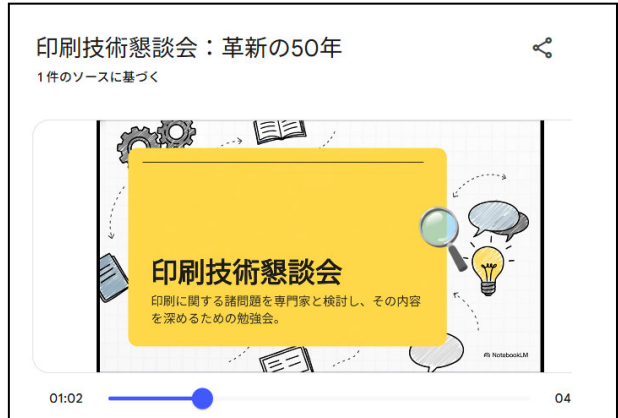 印刷技術懇談会：革新の50年
1件のソースに基づく
印刷技術懇談会
印刷に関する諸問題を専門家と検討し、その内容
を深めるための勉強会。
NotebookLM
01:02
04